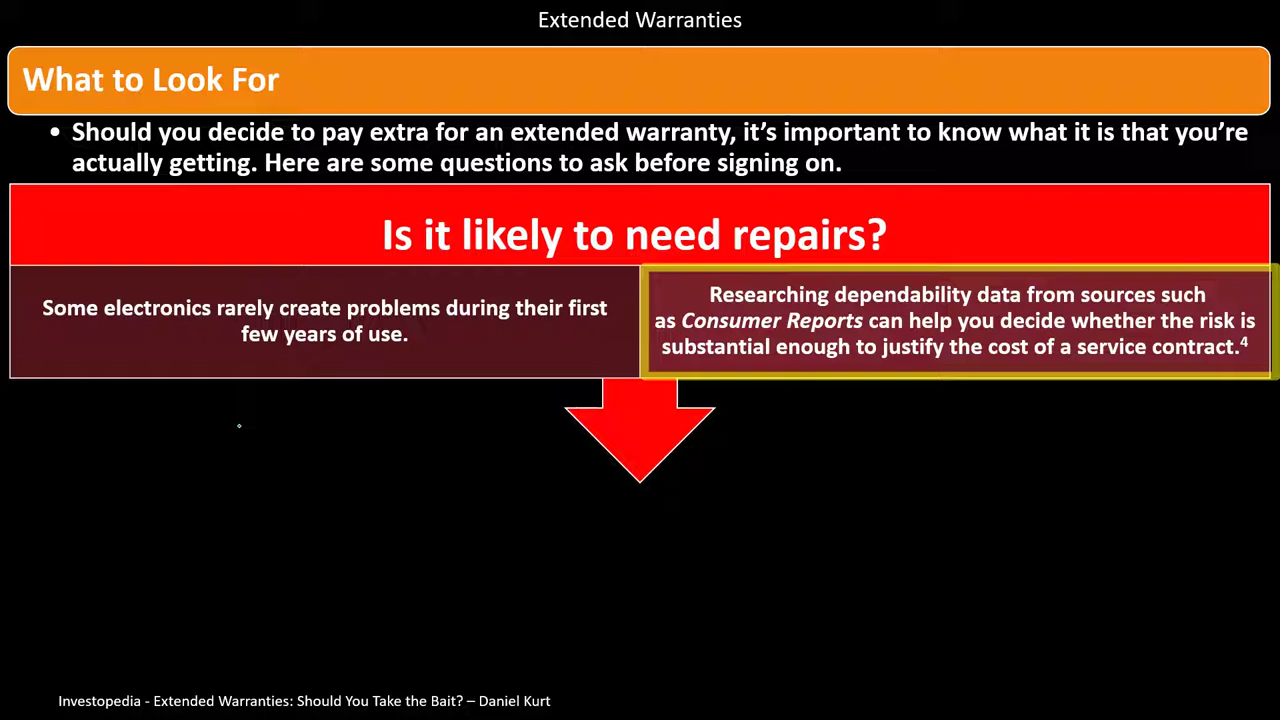 Extended Warranties
What to Look For
• Should you decide to pay extra for an extended warranty, it’s important to know what it is that you’re
actually getting. Here are some questions to ask before signing on.
Is it likely to need repairs?
Some electronics rarely create problems during their first
few years of use.
Researching dependability data from sources such
as Consumer Reports can help you decide whether the risk is
substantial enough to justify the cost of a service contract.4
Investopedia - Extended Warranties: Should You Take the Bait? – Daniel Kurt